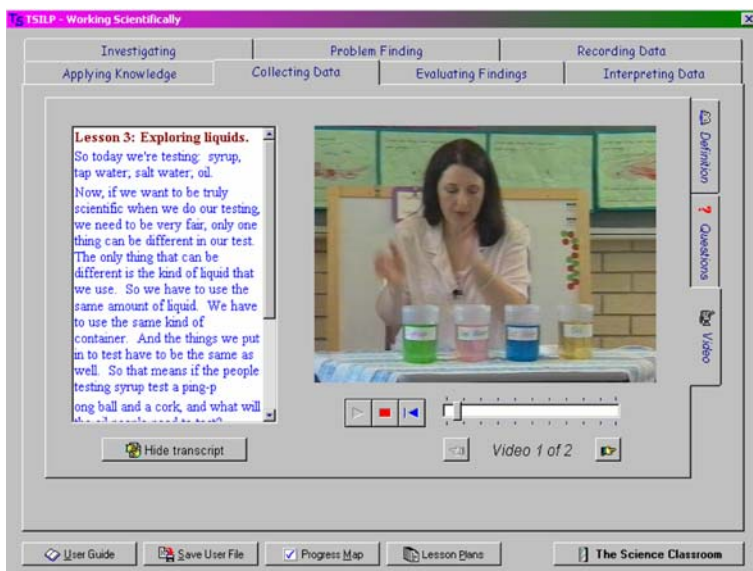 TS TSILP - Working Scientifically
Investigating Problem Finding Recording Data
Applying Knowledge Collecting Data Evaluating Findings Interpreting Data
Lesson 3: Exploring liquids.
So today we're testing: syrup,
tap water; salt water; oil.
Now, if we want to be truly
scientific when we do our testing,
we need to be very fair, only one
thing can be different in our test.
The only thing that can be
different is the kind of liquid that
we use. So we have to use the
same amount of liquid. We have
to use the same kind of
container. And the things we put
in to test have to be the same as
well. So that means if the people
testing syrup test a ping-p
ong ball and a cork, and what will
the oil people need to test?
Definition
? Questions
Video
Hide transcript
Video 1 of 2
User Guide Save User File Progress Map Lesson Plans The Science Classroom